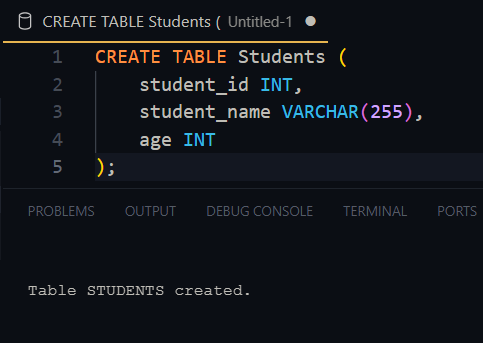 CREATE TABLE Students ( Untitled-1
1 CREATE TABLE Students (
2 student_id INT,
3 student_name VARCHAR(255),
4 age INT
5 );
PROBLEMS OUTPUT DEBUG CONSOLE TERMINAL PORTS
Table STUDENTS created.